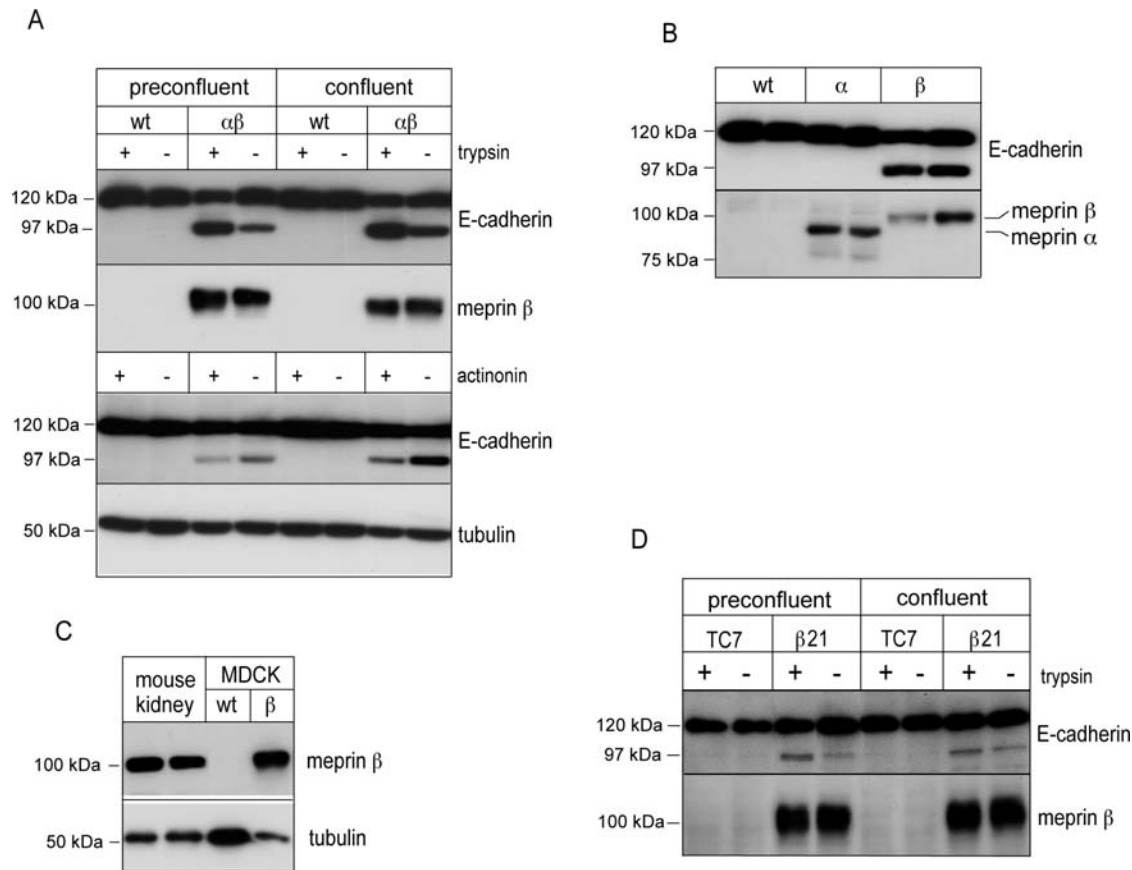 A
preconfluent confluent
wt αβ wt αβ
+ - + - + - + - trypsin
120 kDa
97 kDa
E-cadherin
100 kDa
meprin β
+ - + - + - + - actinonin
120 kDa
97 kDa
E-cadherin
50 kDa
tubulin
B
wt α β
120 kDa
97 kDa
E-cadherin
100 kDa
75 kDa
meprin β
meprin α
C
mouse kidney
MDCK
wt β
100 kDa
meprin β
50 kDa
tubulin
D
preconfluent confluent
TC7 β21 TC7 β21
+ - + - + - + - trypsin
120 kDa
97 kDa
E-cadherin
100 kDa
meprin β